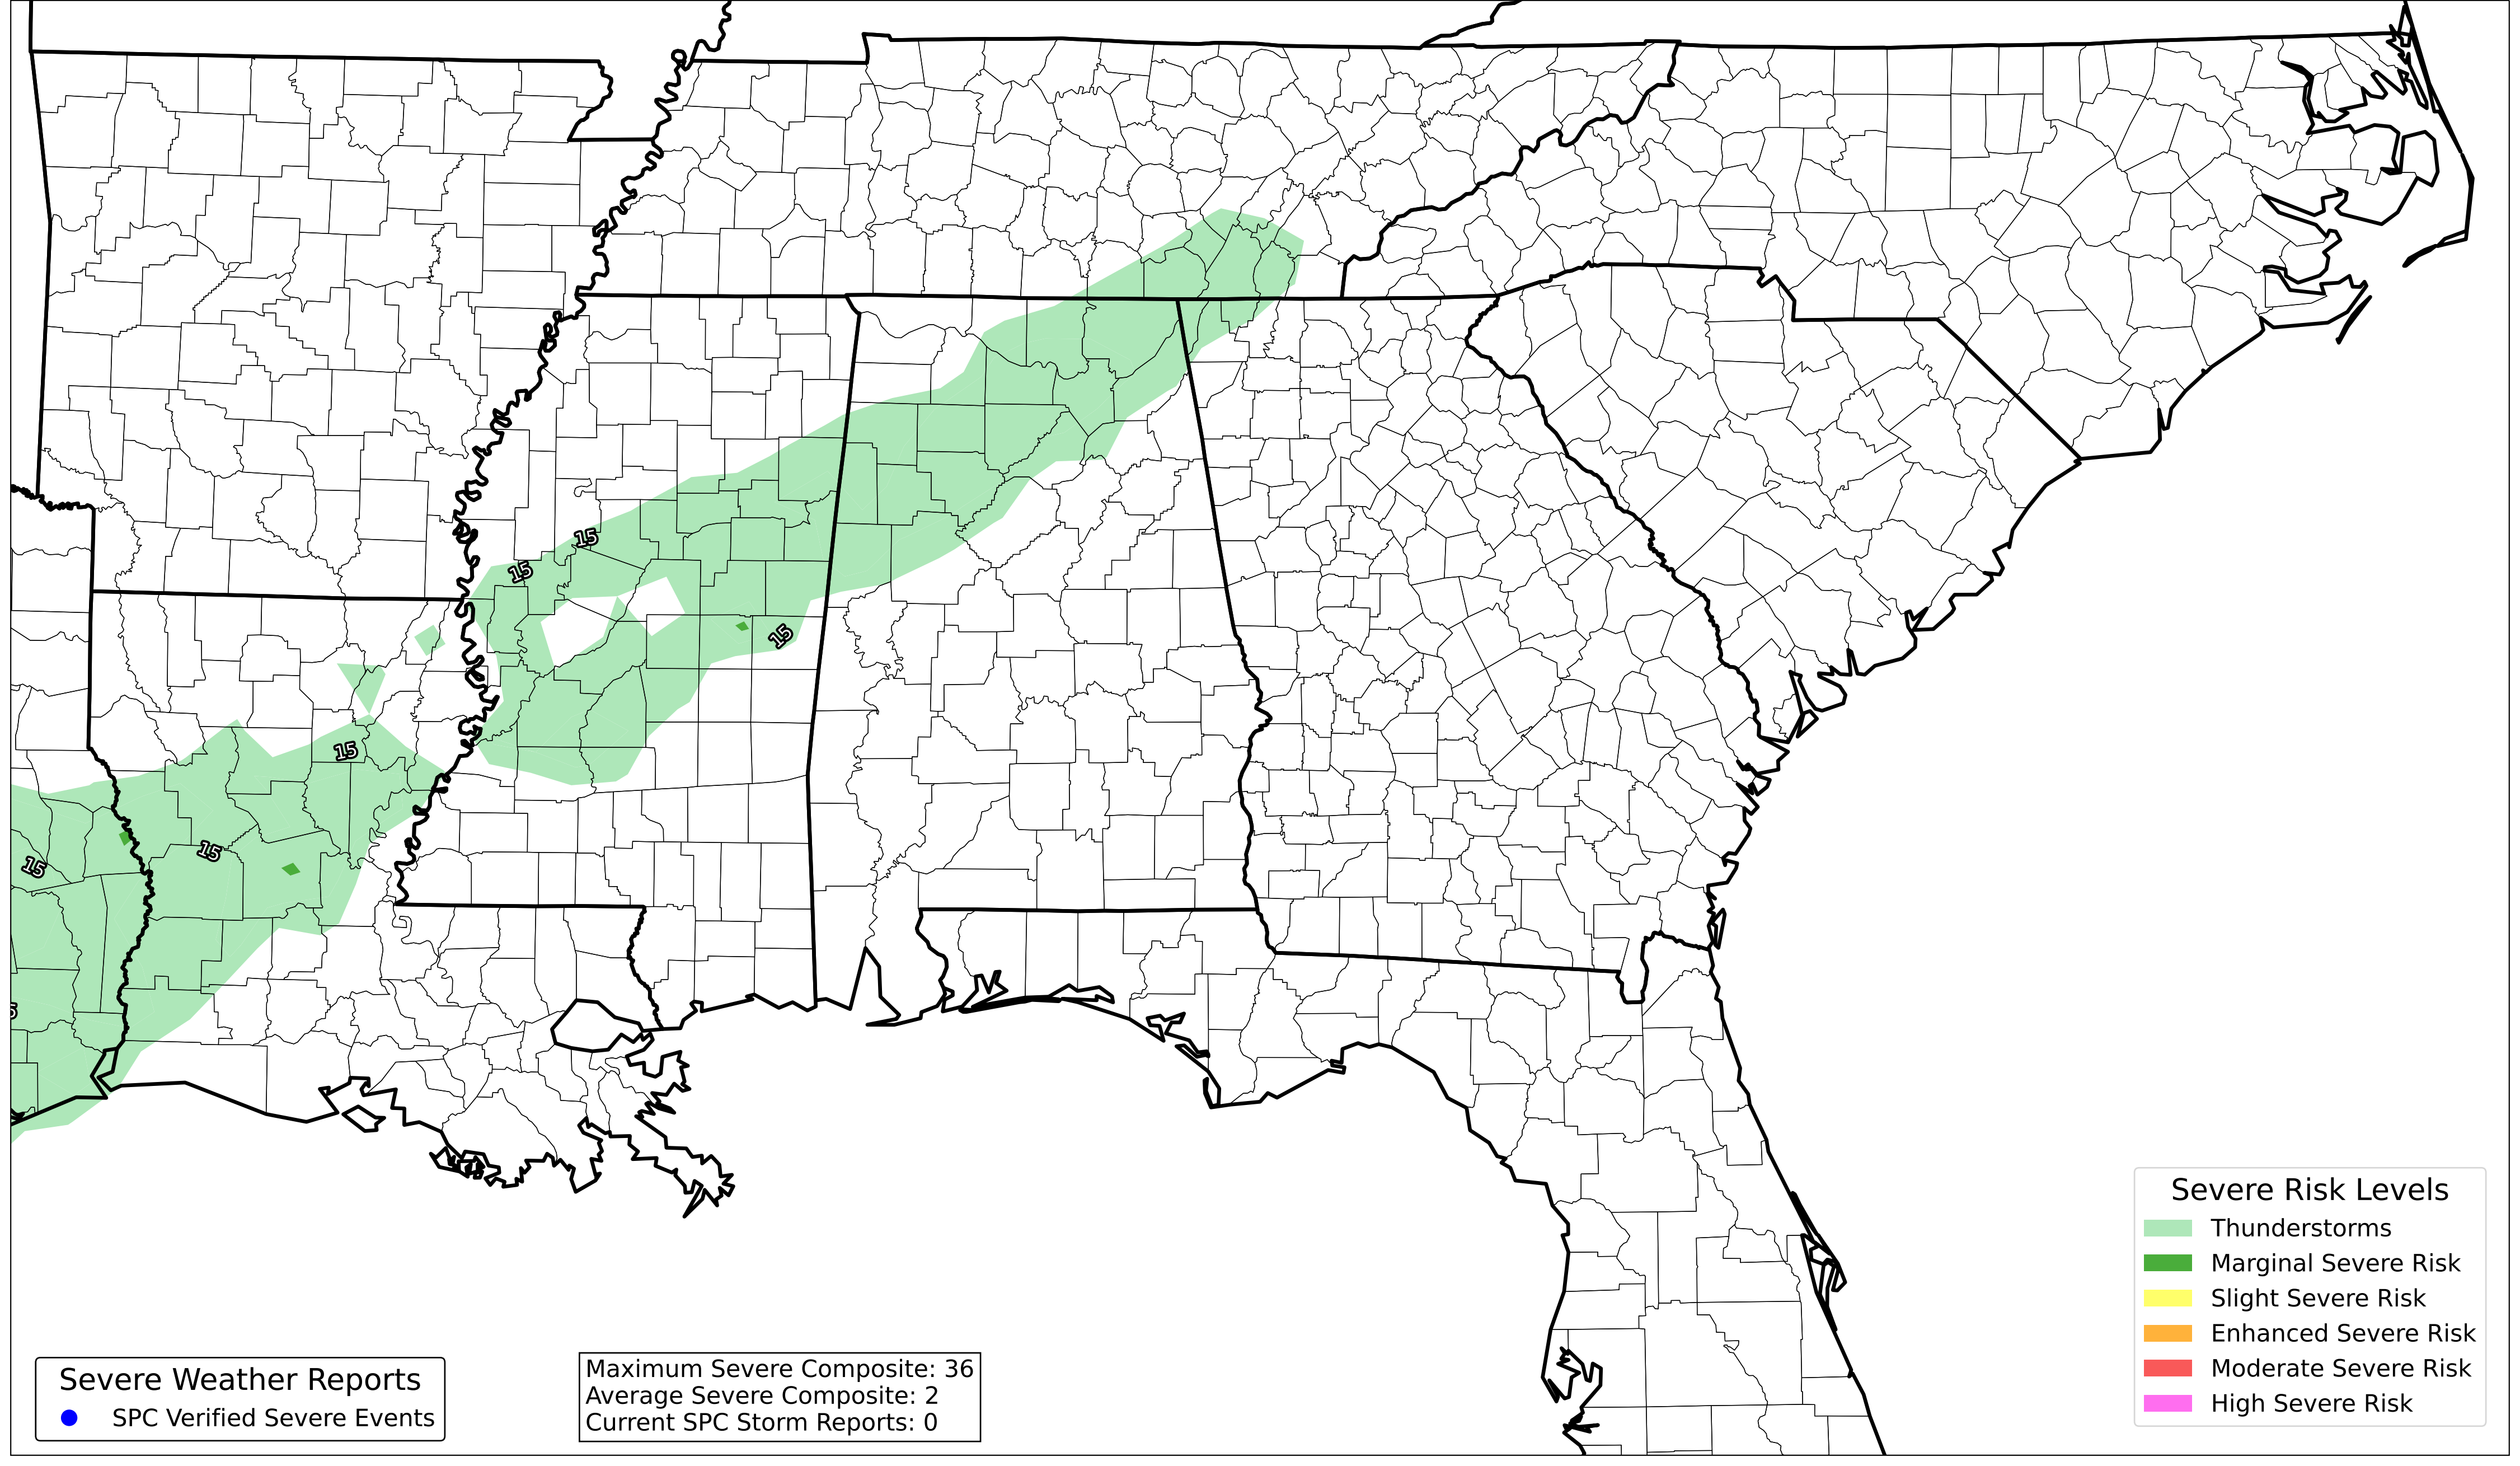 15
15
15
15
15
15
5
Severe Risk Levels
Thunderstorms
Marginal Severe Risk
Slight Severe Risk
Enhanced Severe Risk
Moderate Severe Risk
High Severe Risk
Severe Weather Reports
SPC Verified Severe Events
Maximum Severe Composite: 36
Average Severe Composite: 2
Current SPC Storm Reports: 0